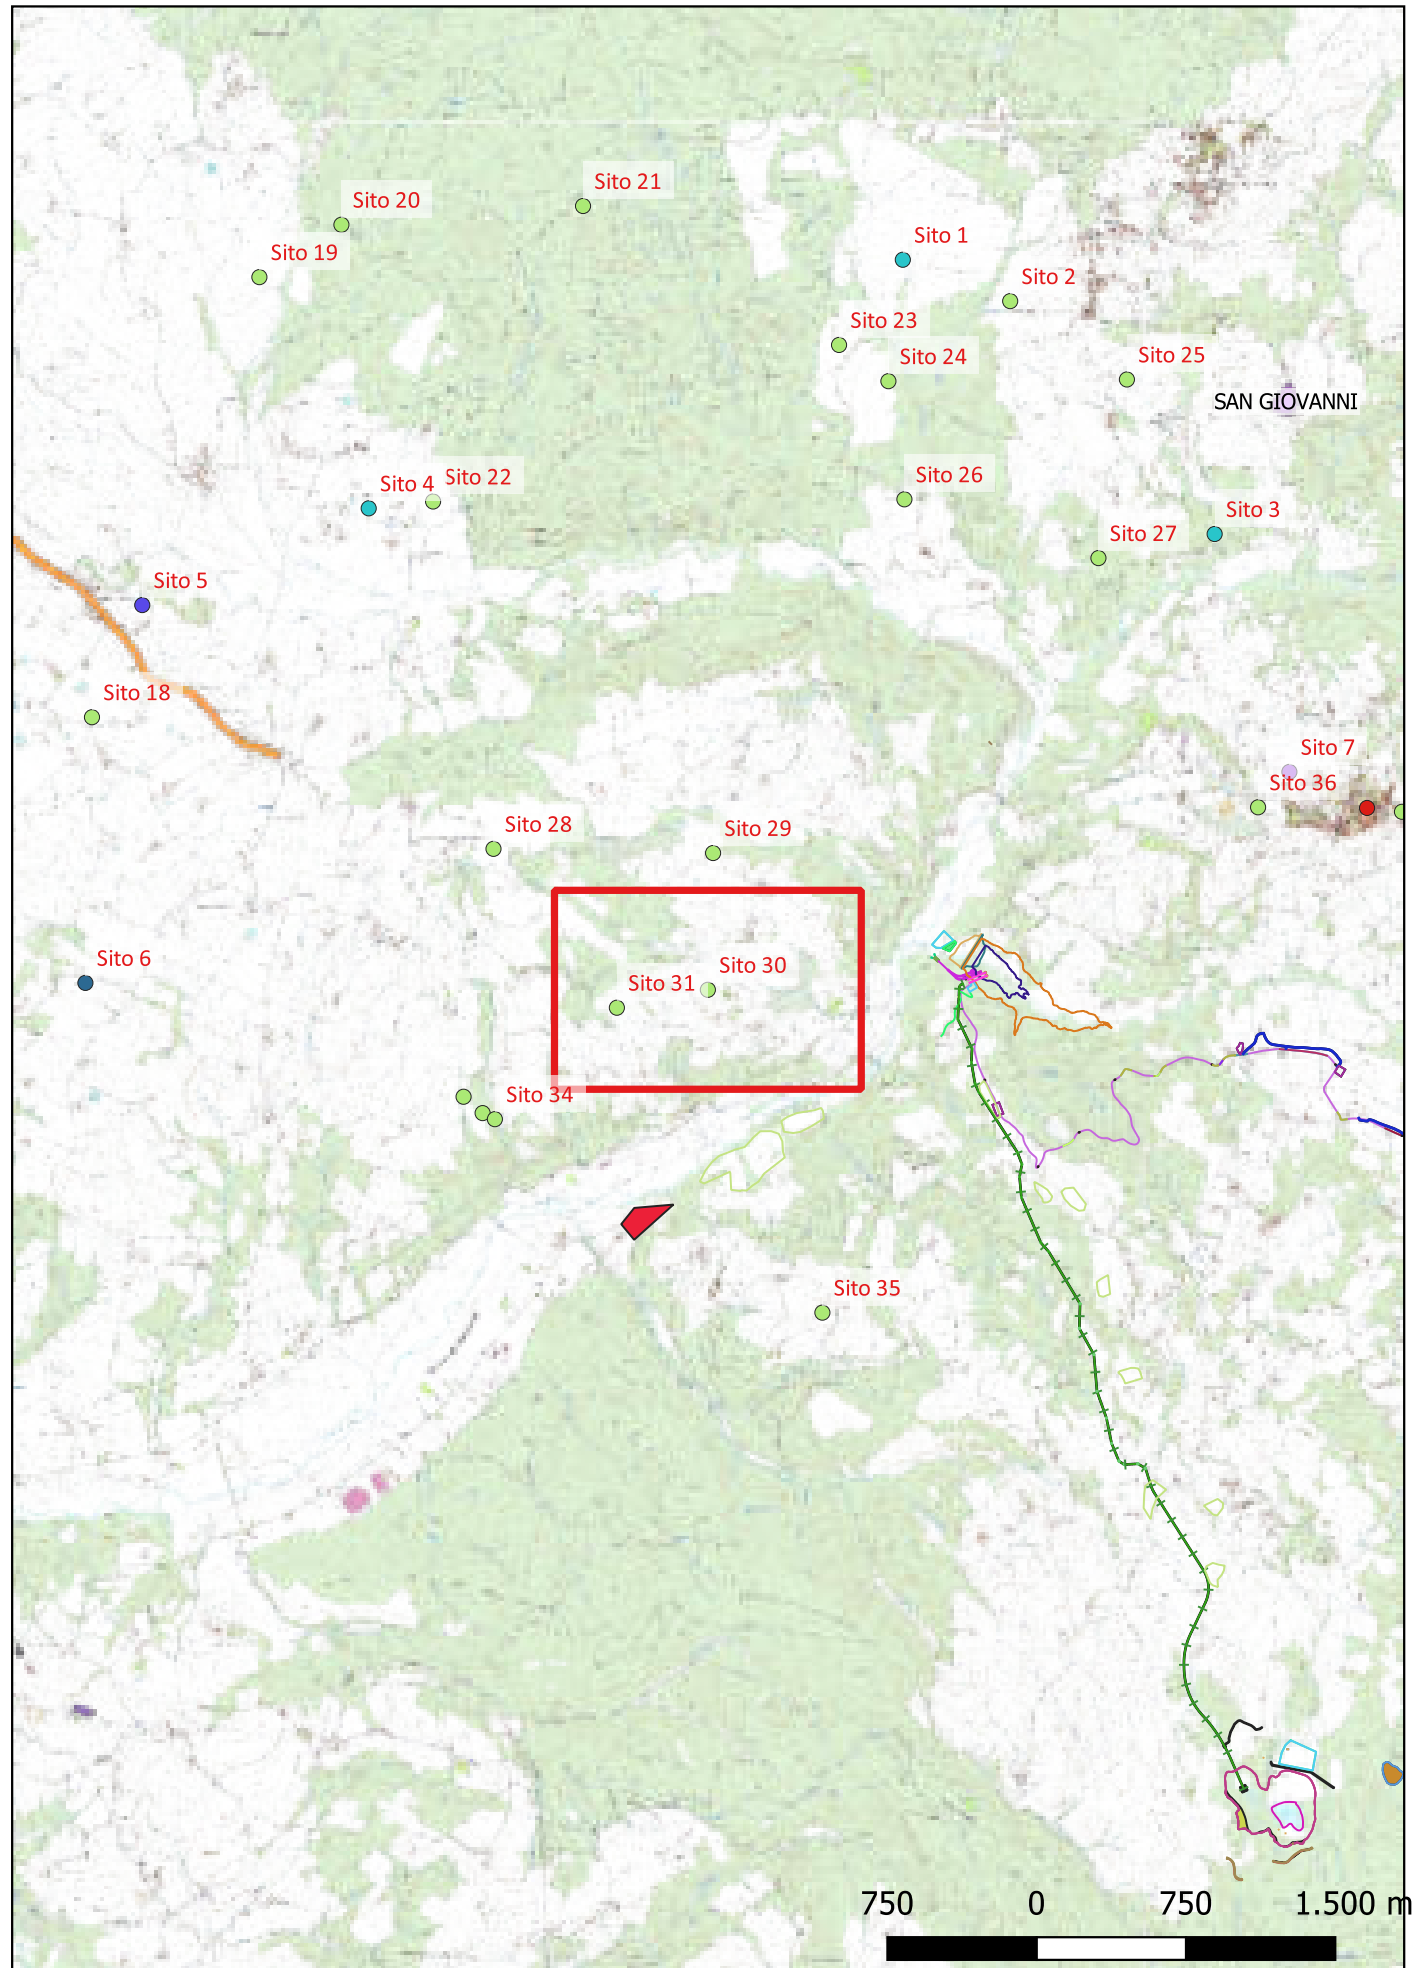 Sito 21
Sito 20
Sito 1
Sito 19
Sito 2
Sito 23
Sito 24
Sito 25
SAN GIOVANNI
Sito 22
Sito 4
Sito 26
Sito 3
Sito 27
Sito 5
Sito 18
Sito 7
Sito 36
Sito 28
Sito 29
Sito 6
Sito 30
Sito 31
Sito 34
Sito 35
750 0 750 1.500 m